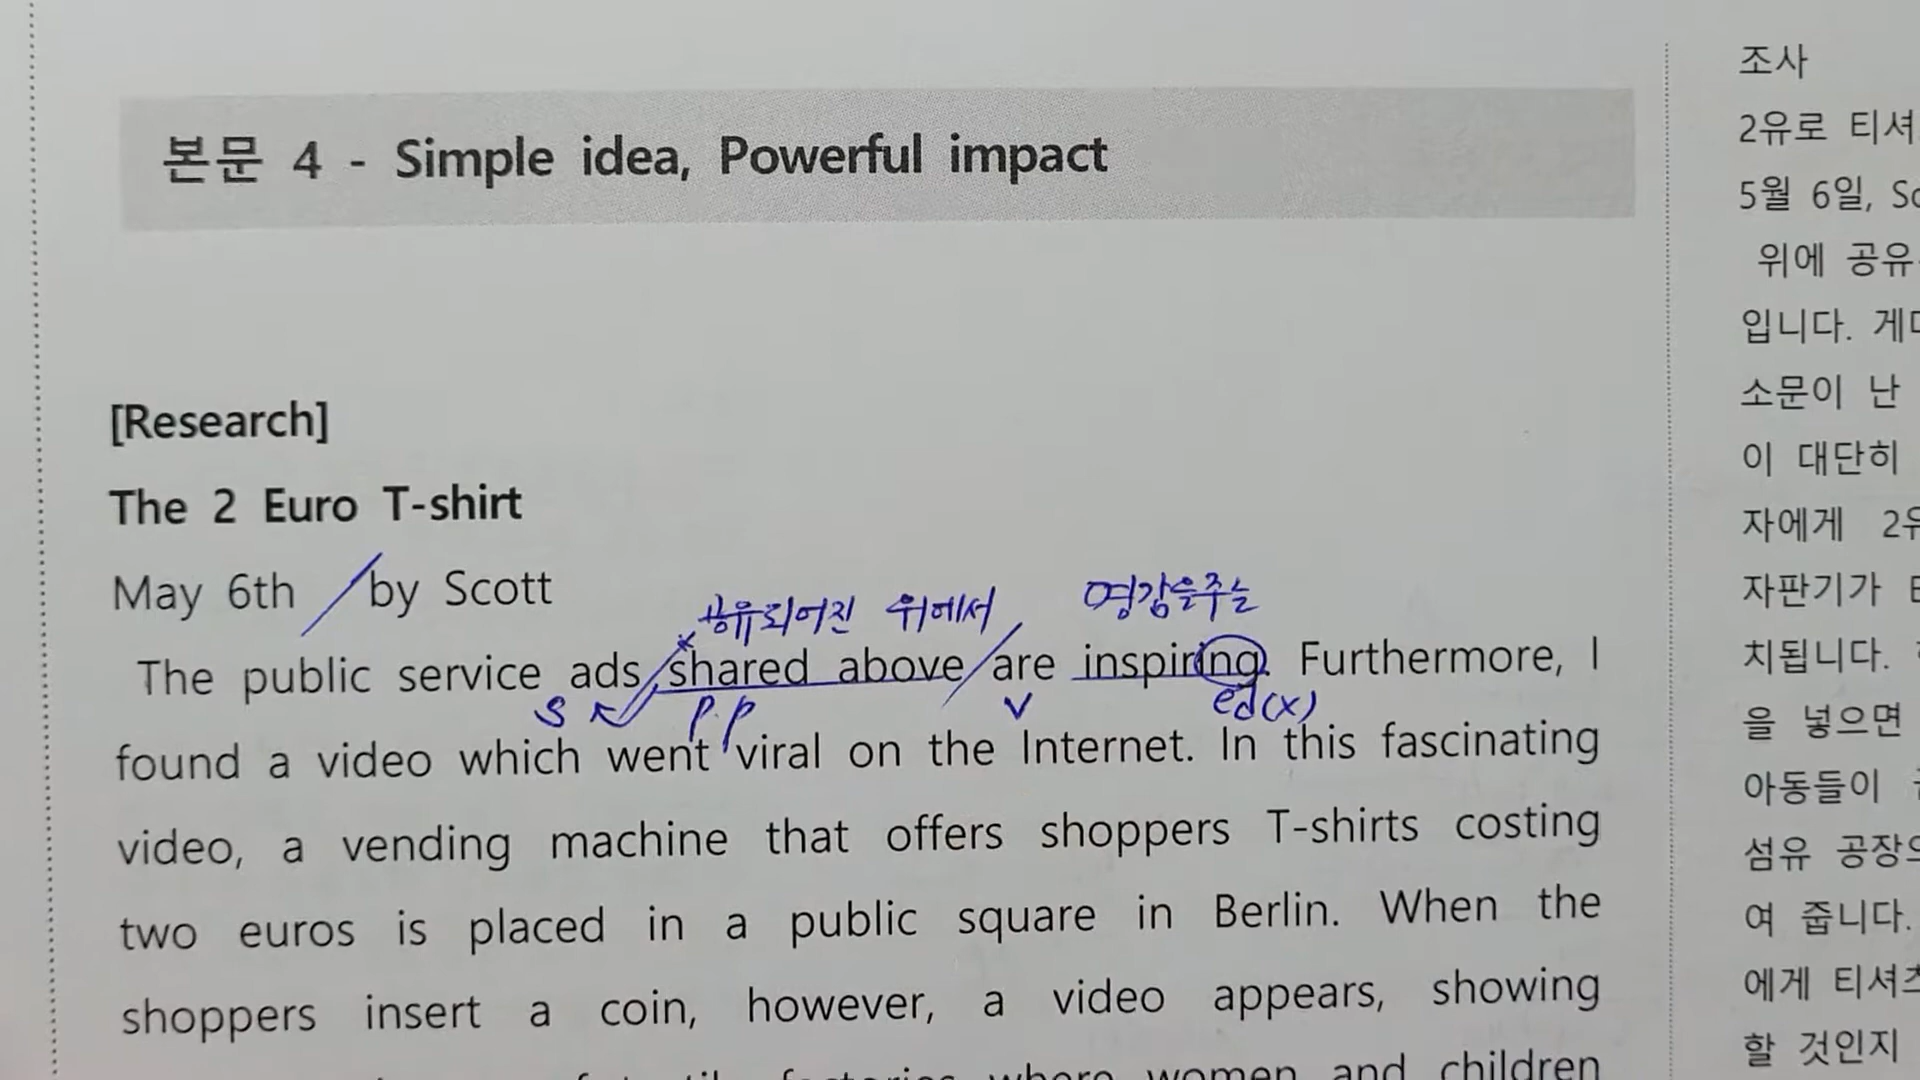 본문 4 - Simple idea, Powerful impact
[Research]
The 2 Euro T-shirt
May 6th / by Scott
공유되어진 위에서 영감을주는
The public service ads shared above are inspiring. Furthermore, I
s p.p v ed(x)
found a video which went viral on the Internet. In this fascinating
video, a vending machine that offers shoppers T-shirts costing
two euros is placed in a public square in Berlin. When the
shoppers insert a coin, however, a video appears, showing
factories where women and children
조사
2유로 티셔
5월 6일, Sc
위에 공유
입니다. 게
소문이 난
이 대단히
자에게 2유
자판기가
치됩니다.
을 넣으면
아동들이
섬유 공장
여 줍니다.
에게 티셔츠
할 것인지